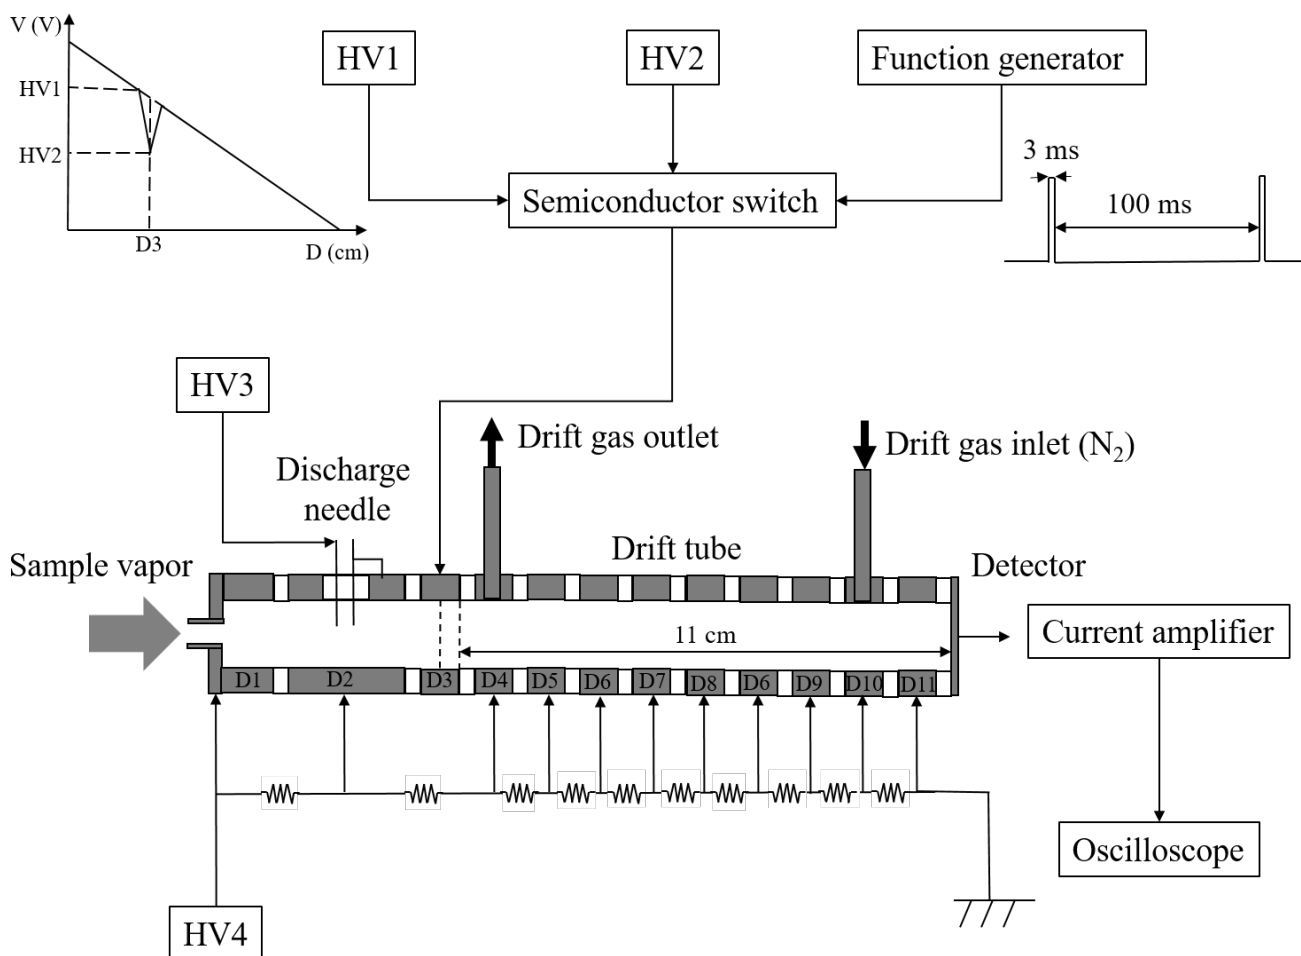 V (V)
HV1
HV2
D3
D (cm)
HV1
HV2
Function generator
Semiconductor switch
3 ms
100 ms
HV3
Discharge
needle
Drift gas outlet
Drift gas inlet (N₂)
Sample vapor
Drift tube
Detector
11 cm
Current amplifier
D1
D2
D3
D4
D5
D6
D7
D8
D6
D9
D10
D11
Oscilloscope
HV4